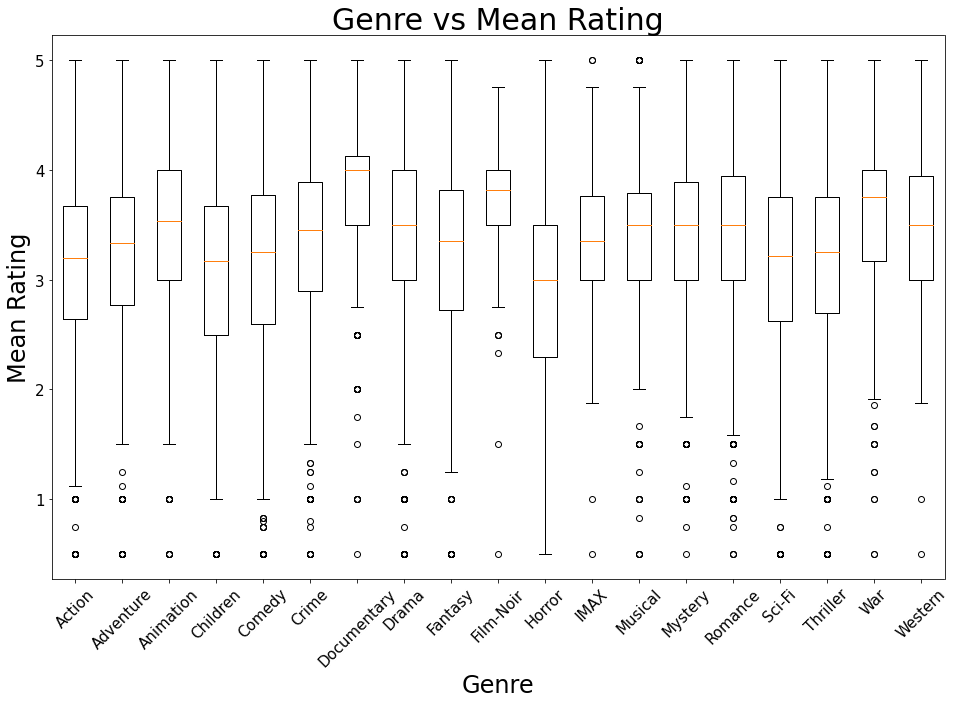 Genre vs Mean Rating
Mean Rating
5
4
3
2
1
Action
Adventure
Animation
Children
Comedy
Crime
Documentary
Drama
Fantasy
Film-Noir
Horror
IMAX
Musical
Mystery
Romance
Sci-Fi
Thriller
War
Western
Genre